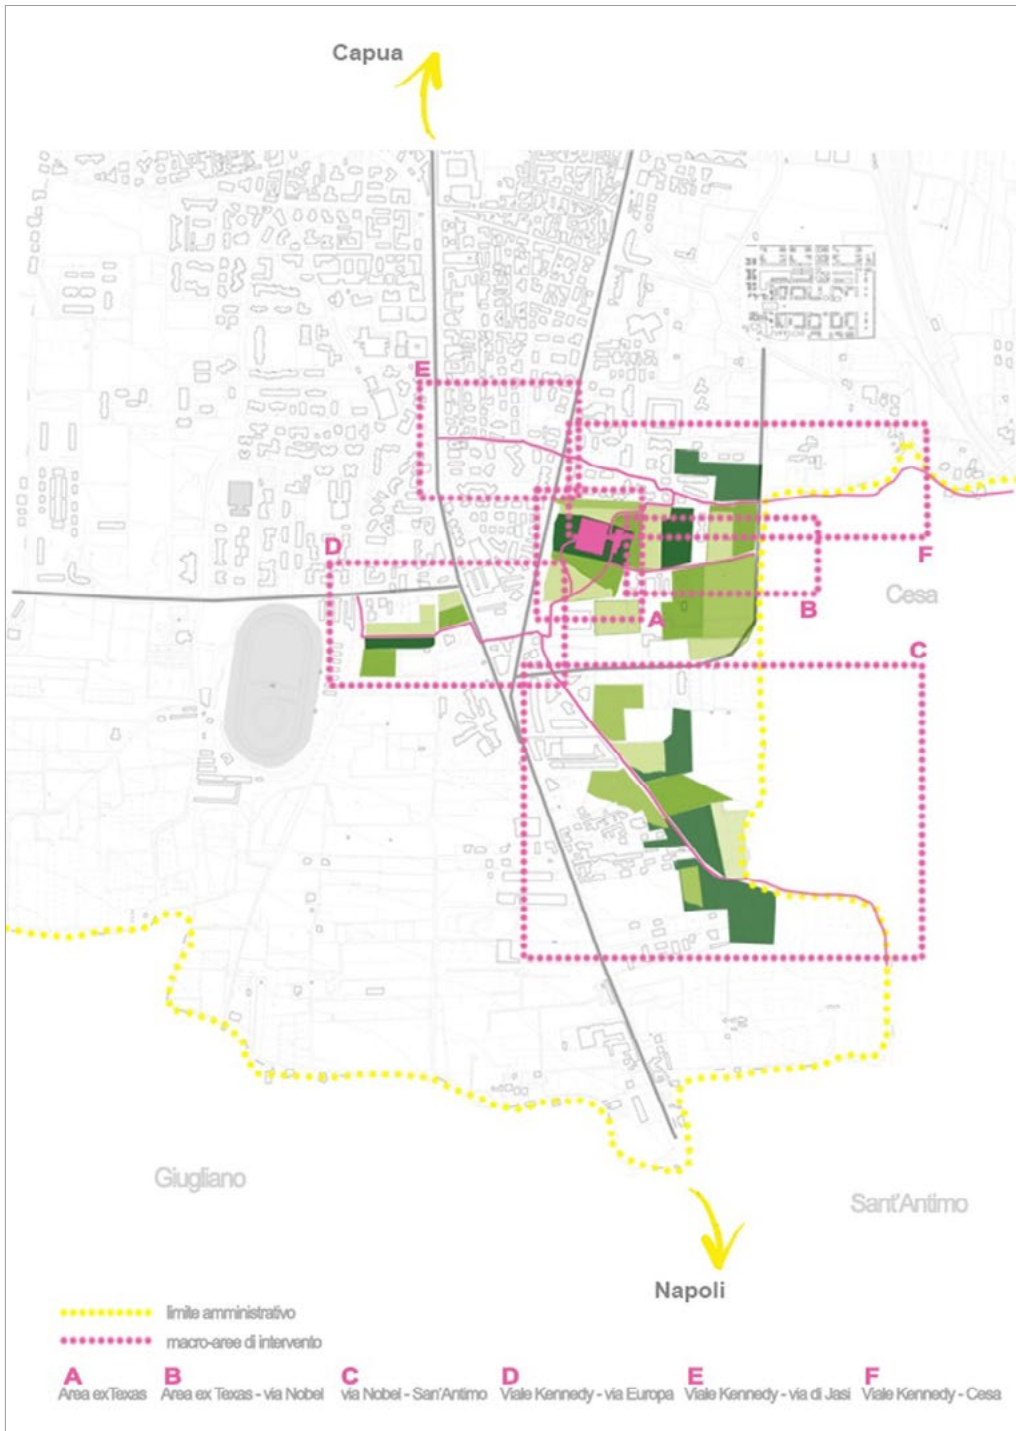 Capua
E
D
F
Cesa
B
A
C
Giugliano
Sant'Antimo
Napoli
limite amministrativo
macro-aree di intervento
A B C D E F
Area exTexas Area ex Texas - via Nobel via Nobel - San'Antimo Viale Kennedy - via Europa Viale Kennedy - via di Jasi Viale Kennedy - Cesa